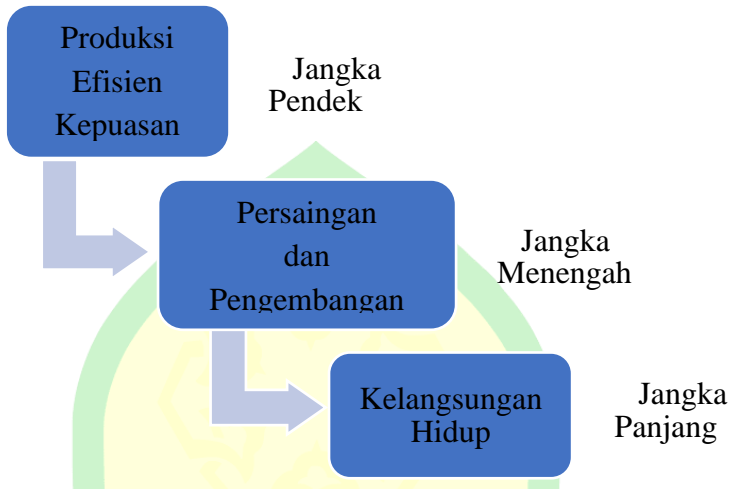 Produksi
Efisien
Kepuasan
Jangka
Pendek
Persaingan
dan
Pengembangan
Jangka
Menengah
Kelangsungan
Hidup
Jangka
Panjang